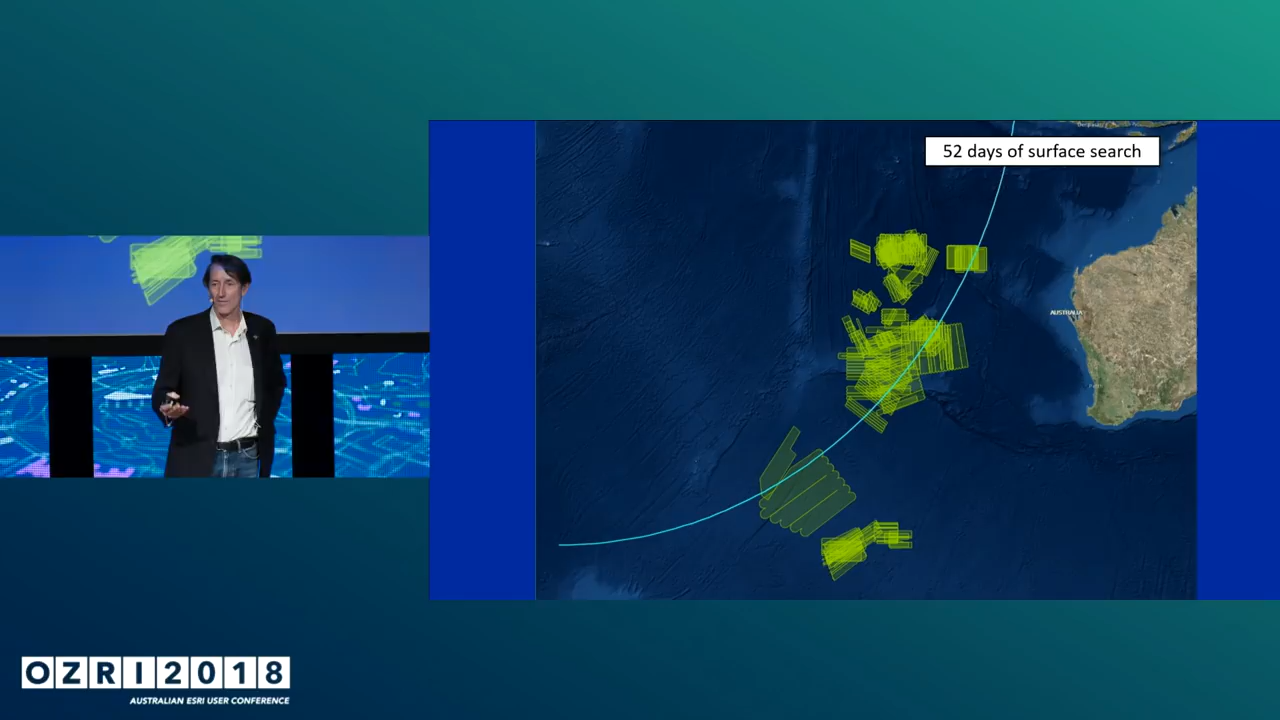 52 days of surface search
AUSTRALIA
OZRI2018
AUSTRALIAN ESRI USER CONFERENCE